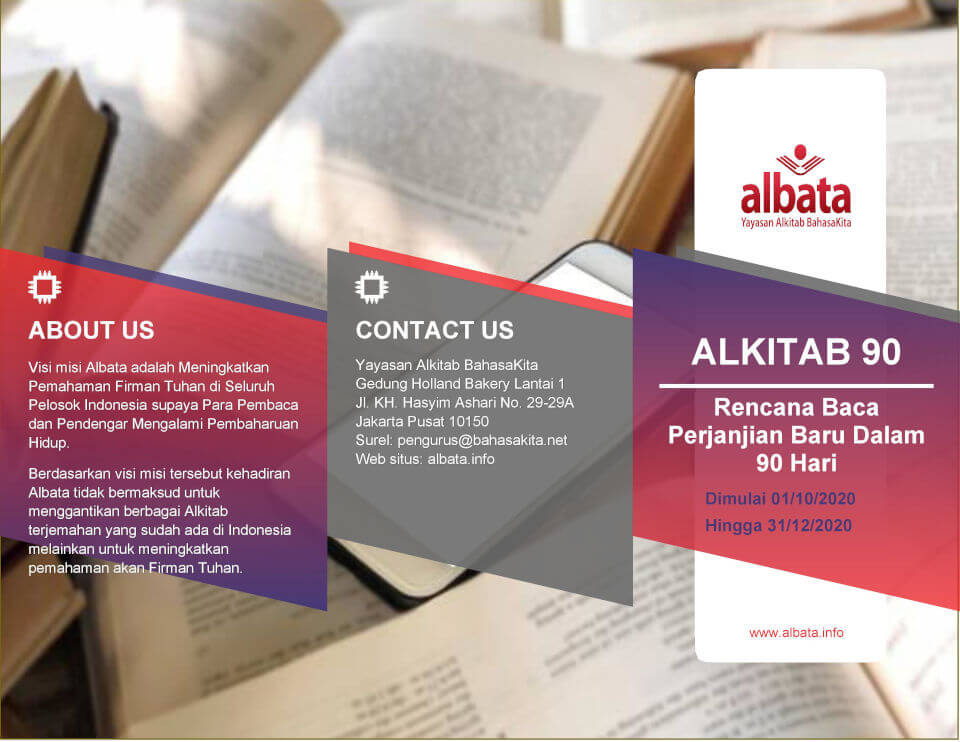 ABOUT US
Visi misi Albata adalah Meningkatkan
Pemahaman Firman Tuhan di Seluruh
Pelosok Indonesia supaya Para Pembaca
dan Pendengar Mengalami Pembaharuan
Hidup.
Berdasarkan visi misi tersebut kehadiran
Albata tidak bermaksud untuk
menggantikan berbagai Alkitab
terjemahan yang sudah ada di Indonesia
melainkan untuk meningkatkan
pemahaman akan Firman Tuhan.
CONTACT US
Yayasan Alkitab BahasaKita
Gedung Holland Bakery Lantai 1
Jl. KH. Hasyim Ashari No. 29-29A
Jakarta Pusat 10150
Surel: pengurus@bahasakita.net
Web situs: albata.info
albata
Yayasan Alkitab BahasaKita
ALKITAB 90
Rencana Baca
Perjanjian Baru Dalam
90 Hari
Dimulai 01/10/2020
Hingga 31/12/2020
www.albata.info